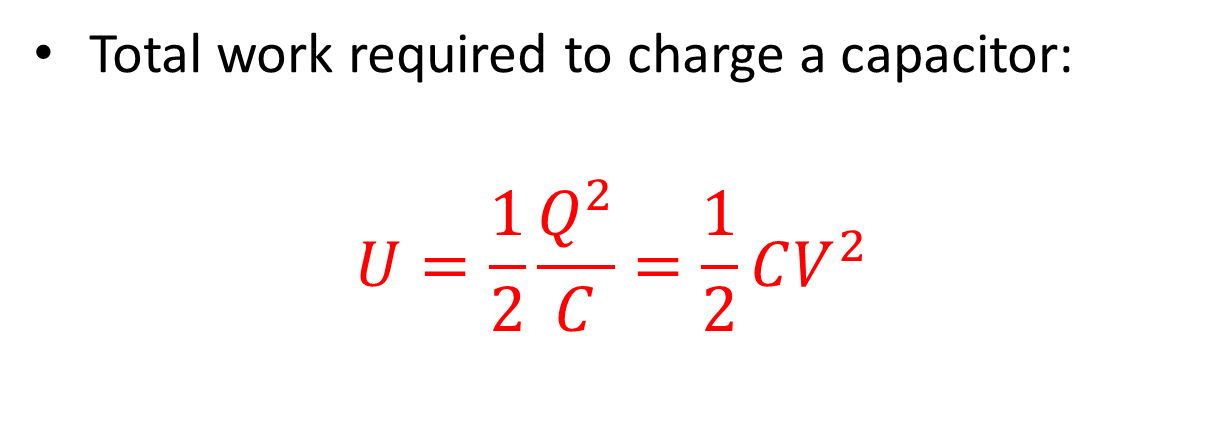 • Total work required to charge a capacitor:
𝑈 = 1/2 𝑄²/𝐶 = 1/2 𝐶𝑉²